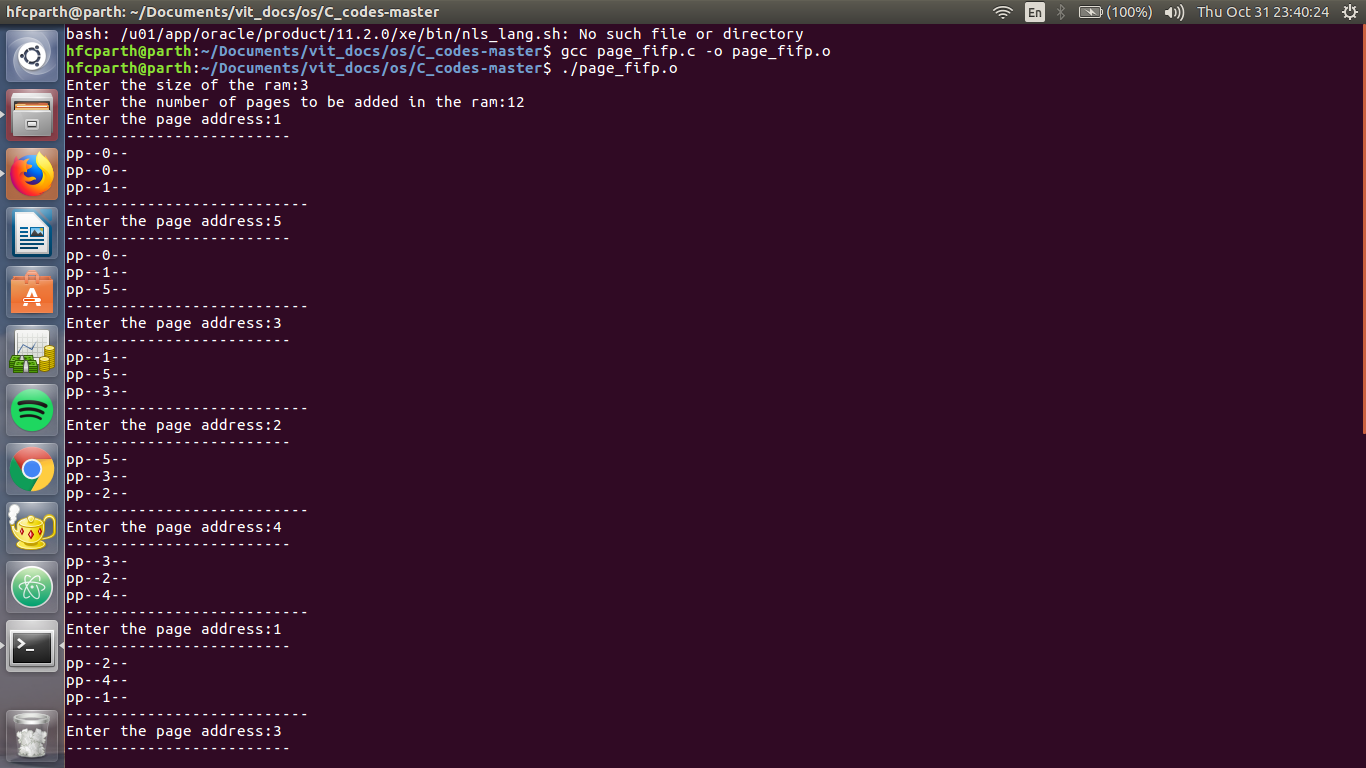 hfcparth@parth: ~/Documents/vit_docs/os/C_codes-master
En (100%) Thu Oct 31 23:40:24
bash: /u01/app/oracle/product/11.2.0/xe/bin/nls_lang.sh: No such file or directory
hfcparth@parth:~/Documents/vit_docs/os/C_codes-master$ gcc page_fifp.c -o page_fifp.o
hfcparth@parth:~/Documents/vit_docs/os/C_codes-master$ ./page_fifp.o
Enter the size of the ram:3
Enter the number of pages to be added in the ram:12
Enter the page address:1
-------------------------
pp--0--
pp--0--
pp--1--
---------------------------
Enter the page address:5
-------------------------
pp--0--
pp--1--
pp--5--
---------------------------
Enter the page address:3
-------------------------
pp--1--
pp--5--
pp--3--
---------------------------
Enter the page address:2
-------------------------
pp--5--
pp--3--
pp--2--
---------------------------
Enter the page address:4
-------------------------
pp--3--
pp--2--
pp--4--
---------------------------
Enter the page address:1
-------------------------
pp--2--
pp--4--
pp--1--
---------------------------
Enter the page address:3
-------------------------